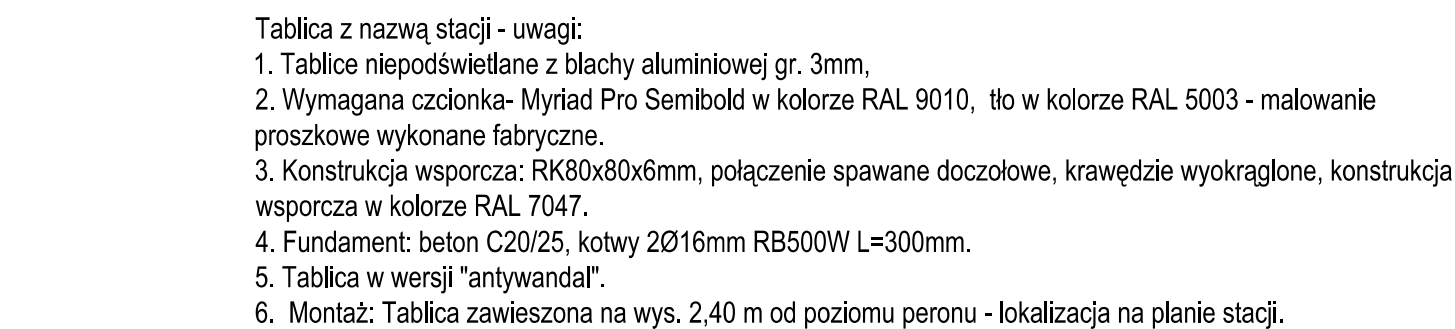 Tablica z nazwą stacji - uwagi:
1. Tablice niepodświetlane z blachy aluminiowej gr. 3mm,
2. Wymagana czcionka- Myriad Pro Semibold w kolorze RAL 9010, tło w kolorze RAL 5003 - malowanie
proszkowe wykonane fabryczne.
3. Konstrukcja wsporcza: RK80x80x6mm, połączenie spawane doczołowe, krawędzie wyokrąglone, konstrukcja
wsporcza w kolorze RAL 7047.
4. Fundament: beton C20/25, kotwy 2Ø16mm RB500W L=300mm.
5. Tablica w wersji "antywandal".
6. Montaż: Tablica zawieszona na wys. 2,40 m od poziomu peronu - lokalizacja na planie stacji.